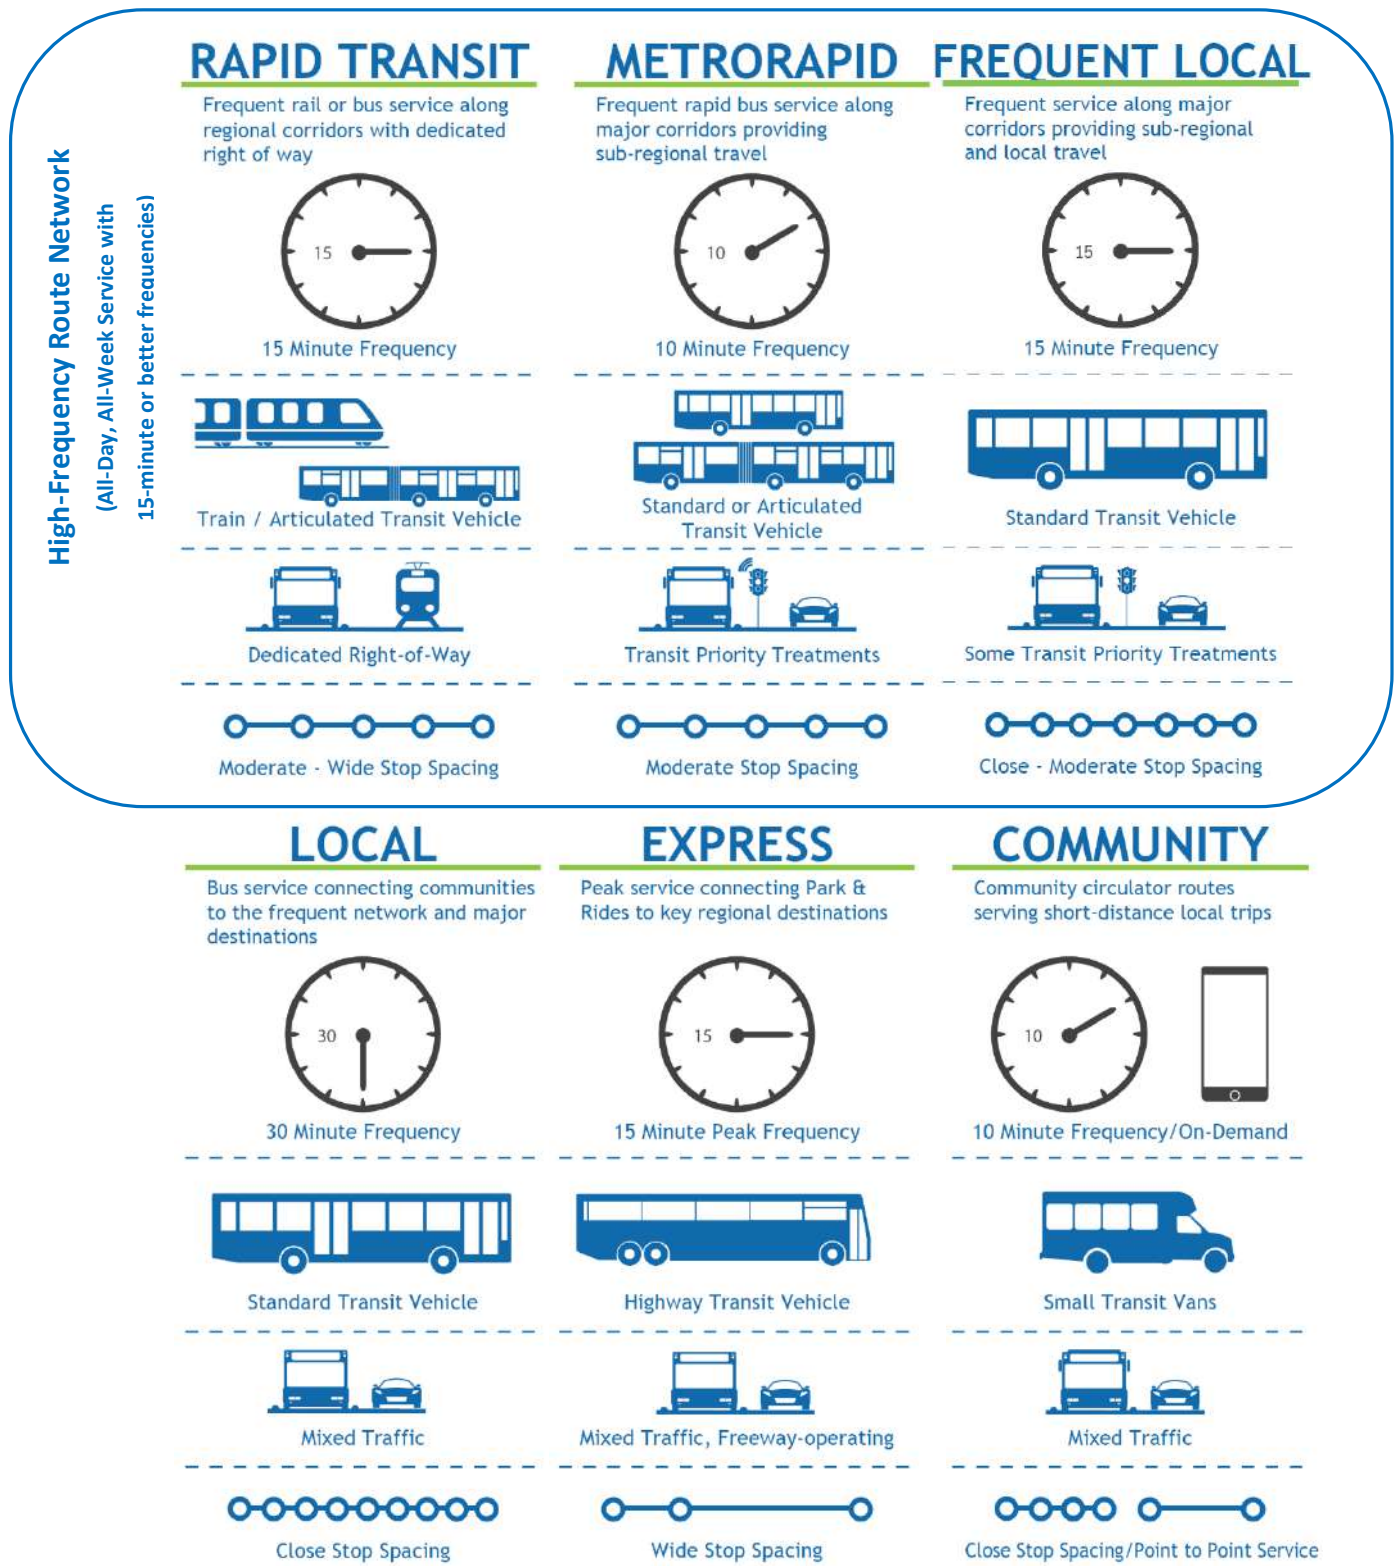 High-Frequency Route Network
(All-Day, All-Week Service with
15-minute or better frequencies)
RAPID TRANSIT
Frequent rail or bus service along
regional corridors with dedicated
right of way
15
15 Minute Frequency
Train / Articulated Transit Vehicle
Dedicated Right-of-Way
Moderate - Wide Stop Spacing
METRORAPID
Frequent rapid bus service along
major corridors providing
sub-regional travel
10
10 Minute Frequency
Standard or Articulated
Transit Vehicle
Transit Priority Treatments
Moderate Stop Spacing
FREQUENT LOCAL
Frequent service along major
corridors providing sub-regional
and local travel
15
15 Minute Frequency
Standard Transit Vehicle
Some Transit Priority Treatments
Close - Moderate Stop Spacing
LOCAL
Bus service connecting communities
to the frequent network and major
destinations
30
30 Minute Frequency
Standard Transit Vehicle
Mixed Traffic
Close Stop Spacing
EXPRESS
Peak service connecting Park &
Rides to key regional destinations
15
15 Minute Peak Frequency
Highway Transit Vehicle
Mixed Traffic, Freeway-operating
Wide Stop Spacing
COMMUNITY
Community circulator routes
serving short-distance local trips
10
10 Minute Frequency/On-Demand
Small Transit Vans
Mixed Traffic
Close Stop Spacing/Point to Point Service